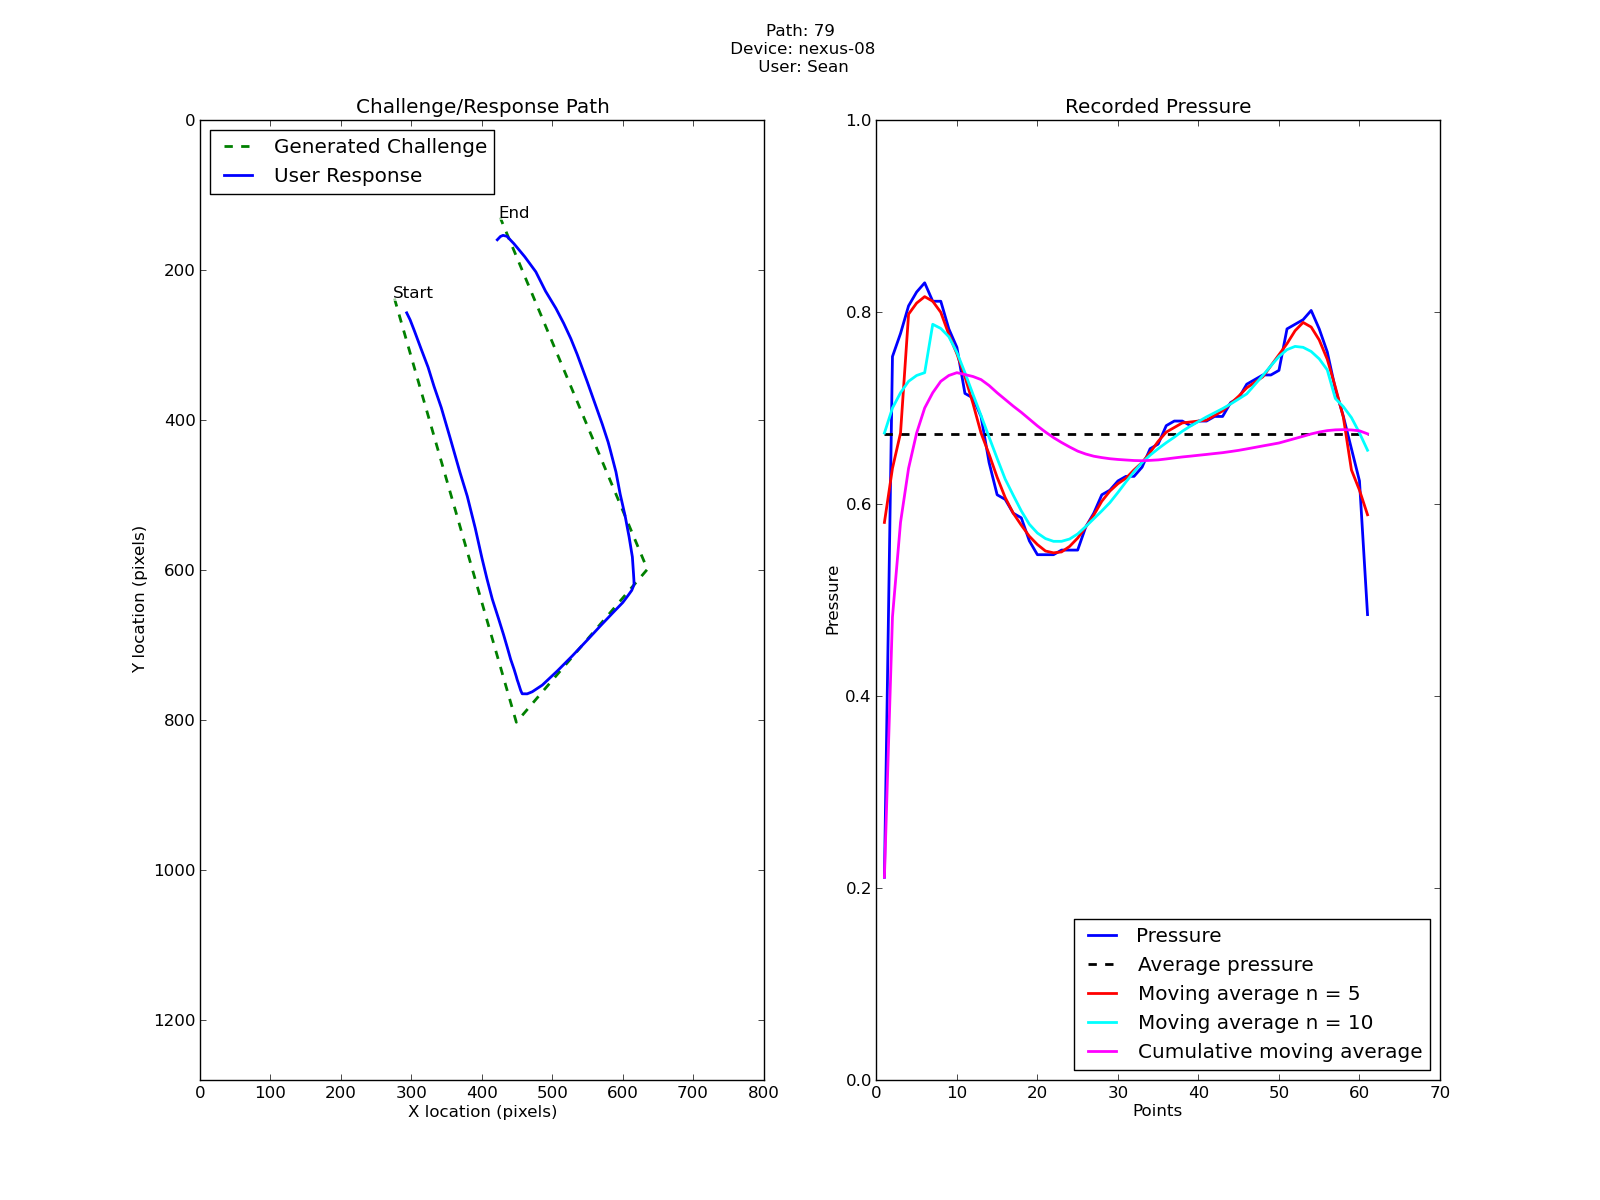 Path: 79
Device: nexus-08
User: Sean
Challenge/Response Path
Generated Challenge
User Response
End
Start
0
200
400
600
800
1000
1200
Y location (pixels)
0 100 200 300 400 500 600 700 800
X location (pixels)
Recorded Pressure
1.0
0.8
0.6
0.4
0.2
0.0
Pressure
Pressure
Average pressure
Moving average n = 5
Moving average n = 10
Cumulative moving average
0 10 20 30 40 50 60 70
Points